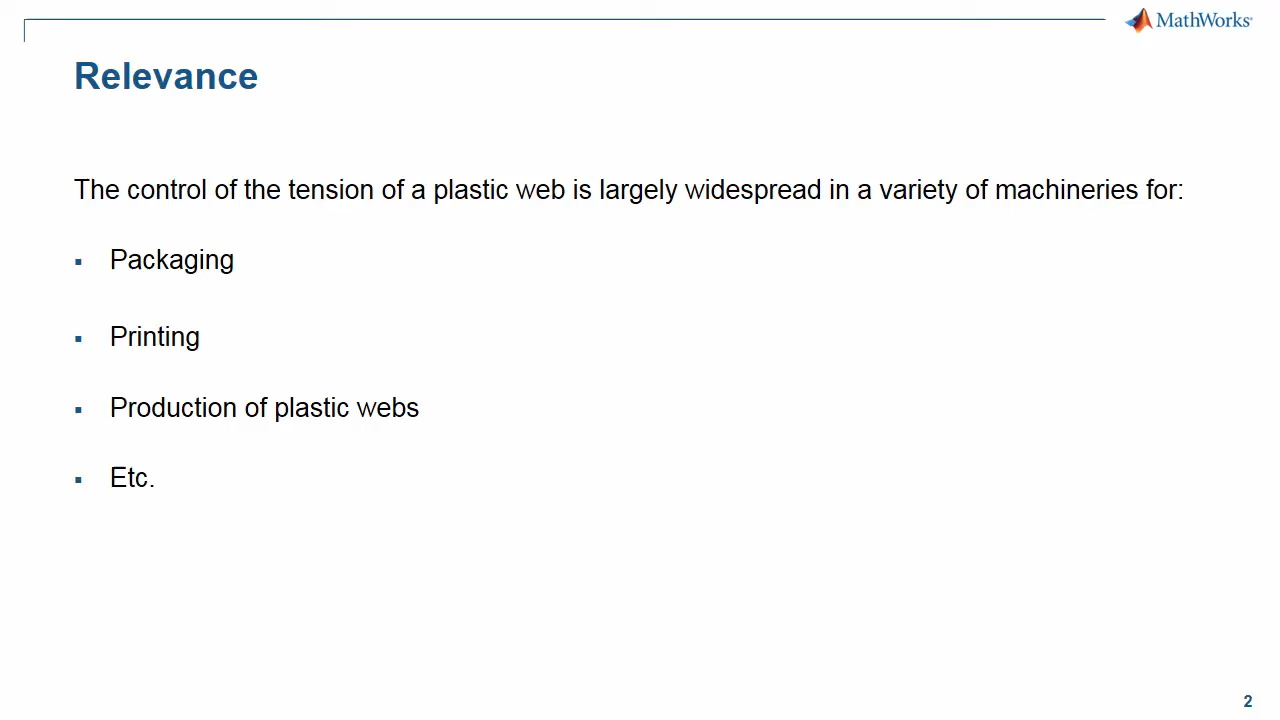 MathWorks®
Relevance
The control of the tension of a plastic web is largely widespread in a variety of machineries for:
▪ Packaging
▪ Printing
▪ Production of plastic webs
▪ Etc.
2